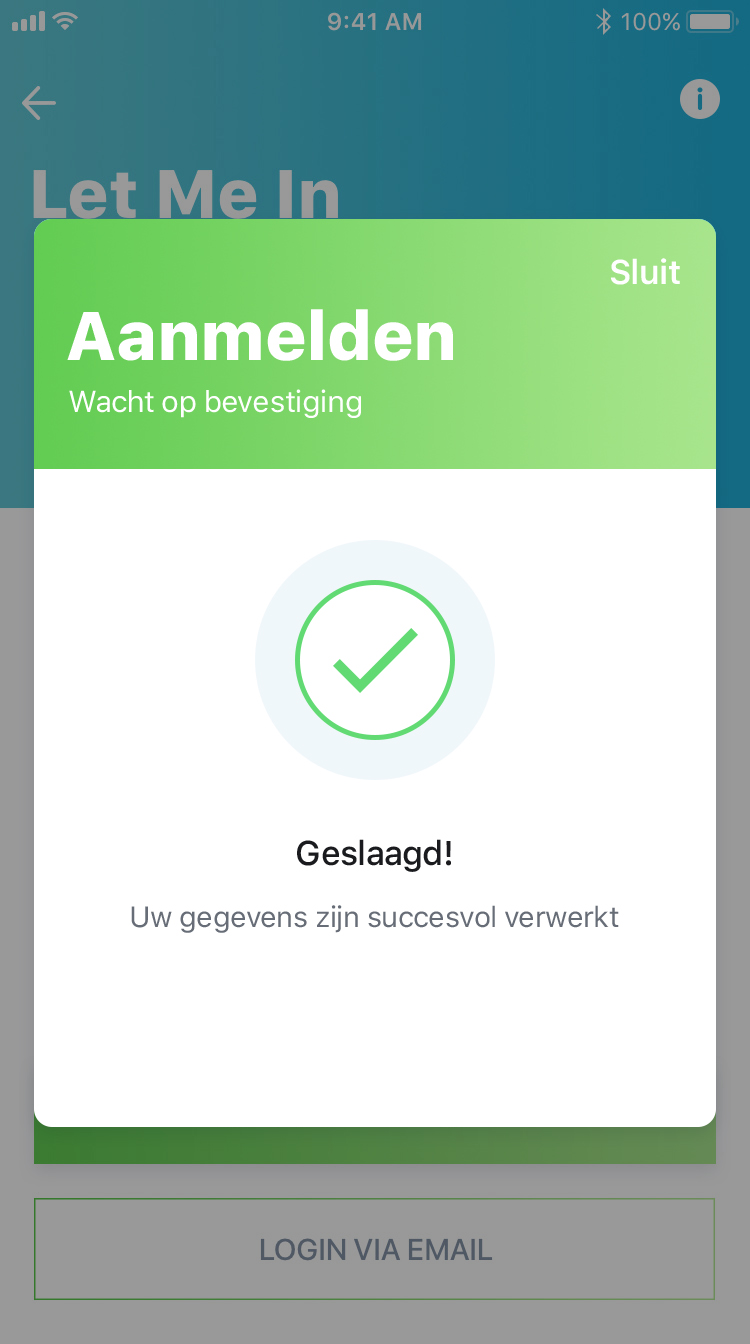 9:41 AM 100%
Let Me In
Sluit
Aanmelden
Wacht op bevestiging
Geslaagd!
Uw gegevens zijn succesvol verwerkt
LOGIN VIA EMAIL